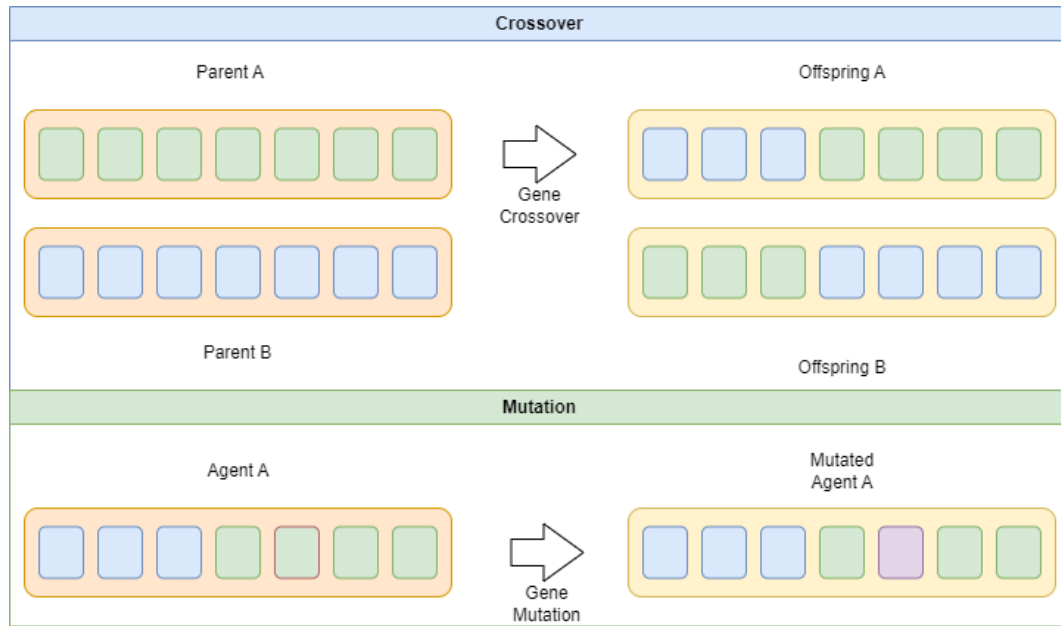 Crossover
Parent A
Offspring A
Gene
Crossover
Parent B
Offspring B
Mutation
Agent A
Mutated
Agent A
Gene
Mutation